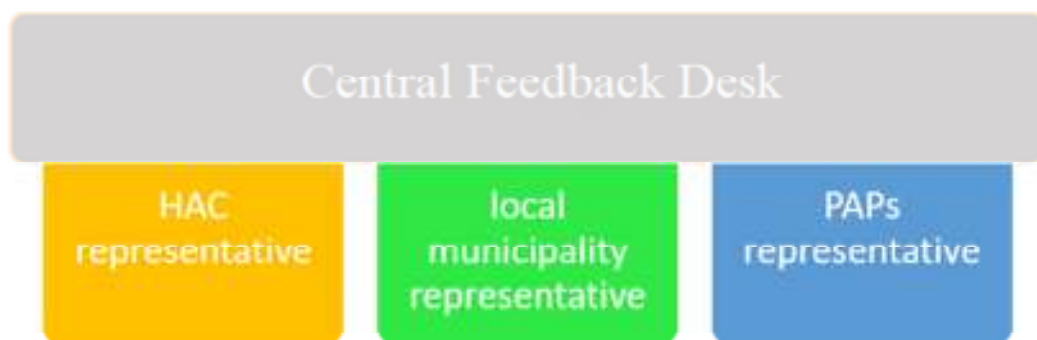 Central Feedback Desk
HAC
representative
local
municipality
representative
PAPs
representative